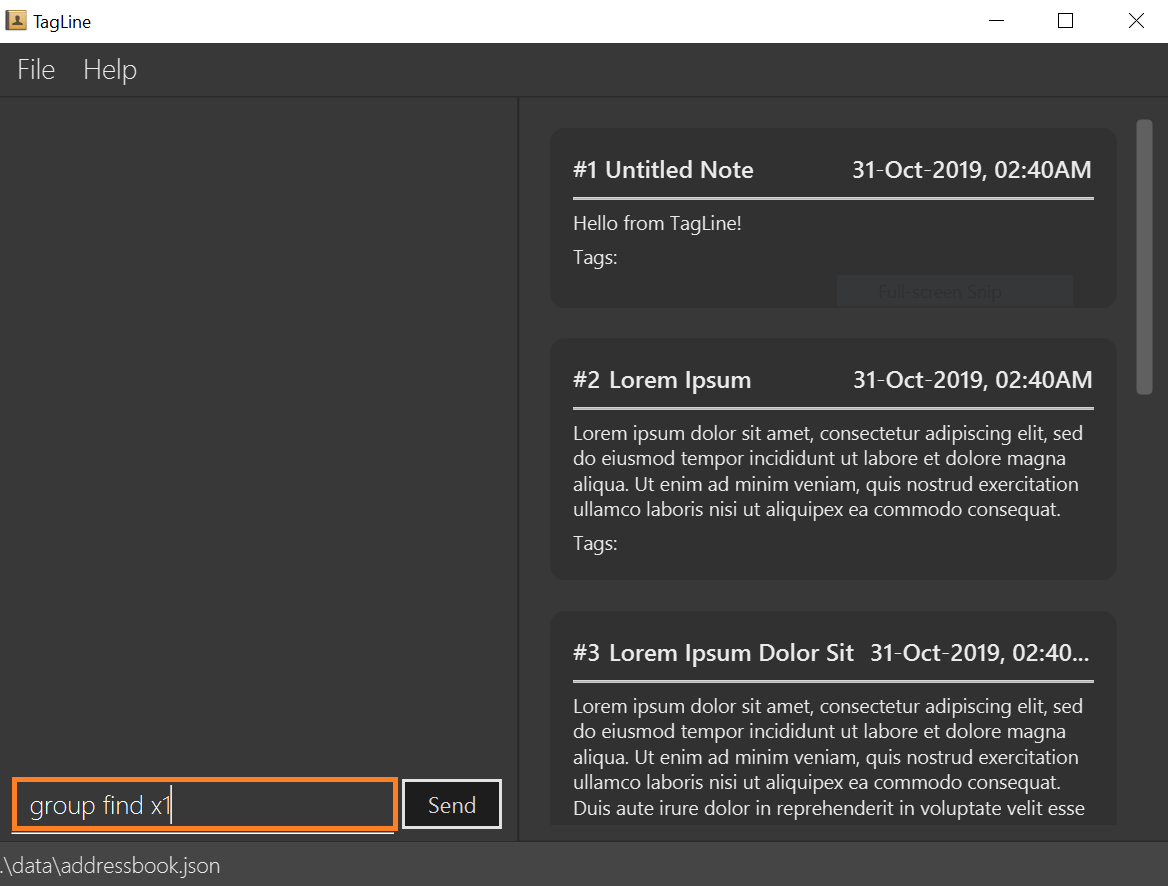 TagLine
File Help
#1 Untitled Note 31-Oct-2019, 02:40AM
Hello from TagLine!
Tags:
Full-screen Snip
#2 Lorem Ipsum 31-Oct-2019, 02:40AM
Lorem ipsum dolor sit amet, consectetur adipiscing elit, sed
do eiusmod tempor incididunt ut labore et dolore magna
aliqua. Ut enim ad minim veniam, quis nostrud exercitation
ullamco laboris nisi ut aliquipex ea commodo consequat.
Tags:
#3 Lorem Ipsum Dolor Sit 31-Oct-2019, 02:40...
Lorem ipsum dolor sit amet, consectetur adipiscing elit, sed
do eiusmod tempor incididunt ut labore et dolore magna
aliqua. Ut enim ad minim veniam, quis nostrud exercitation
ullamco laboris nisi ut aliquipex ea commodo consequat.
Duis aute irure dolor in reprehenderit in voluptate velit esse
group find x1
Send
.\data\addressbook.json